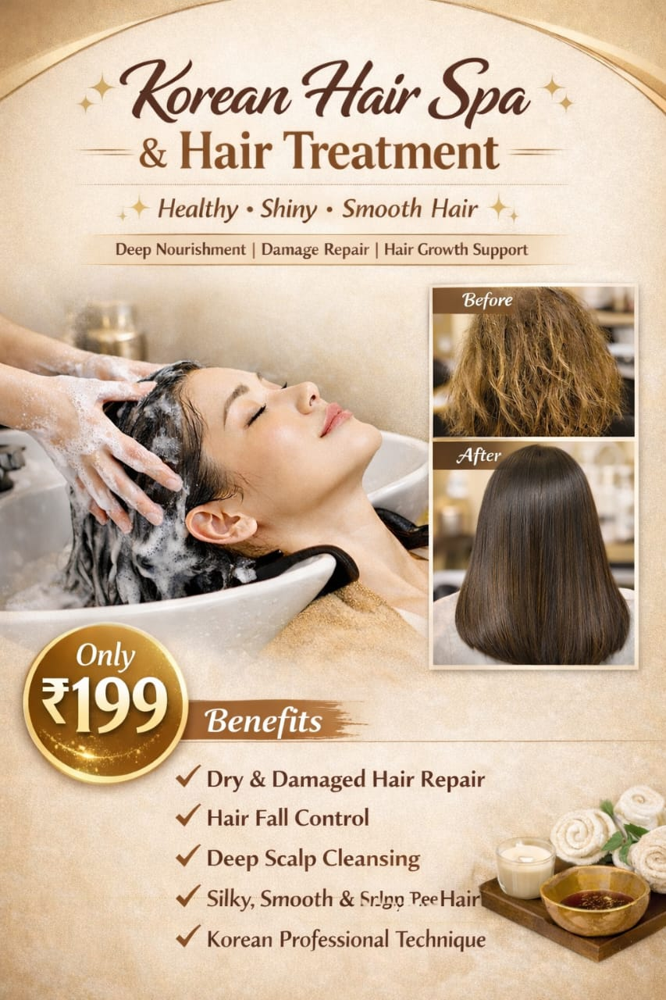 Korean Hair Spa
& Hair Treatment
Healthy • Shiny • Smooth Hair
Deep Nourishment | Damage Repair | Hair Growth Support
Before
After
Only
₹199
Benefits
✓ Dry & Damaged Hair Repair
✓ Hair Fall Control
✓ Deep Scalp Cleansing
✓ Silky, Smooth & Hair
✓ Korean Professional Technique